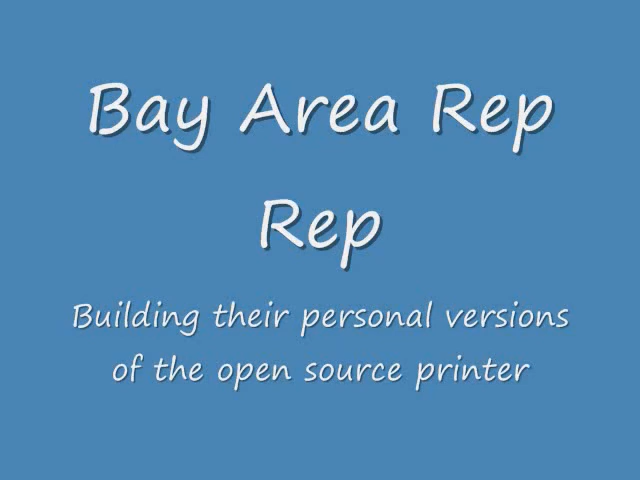 Bay Area Rep
Rep
Building their personal versions
of the open source printer